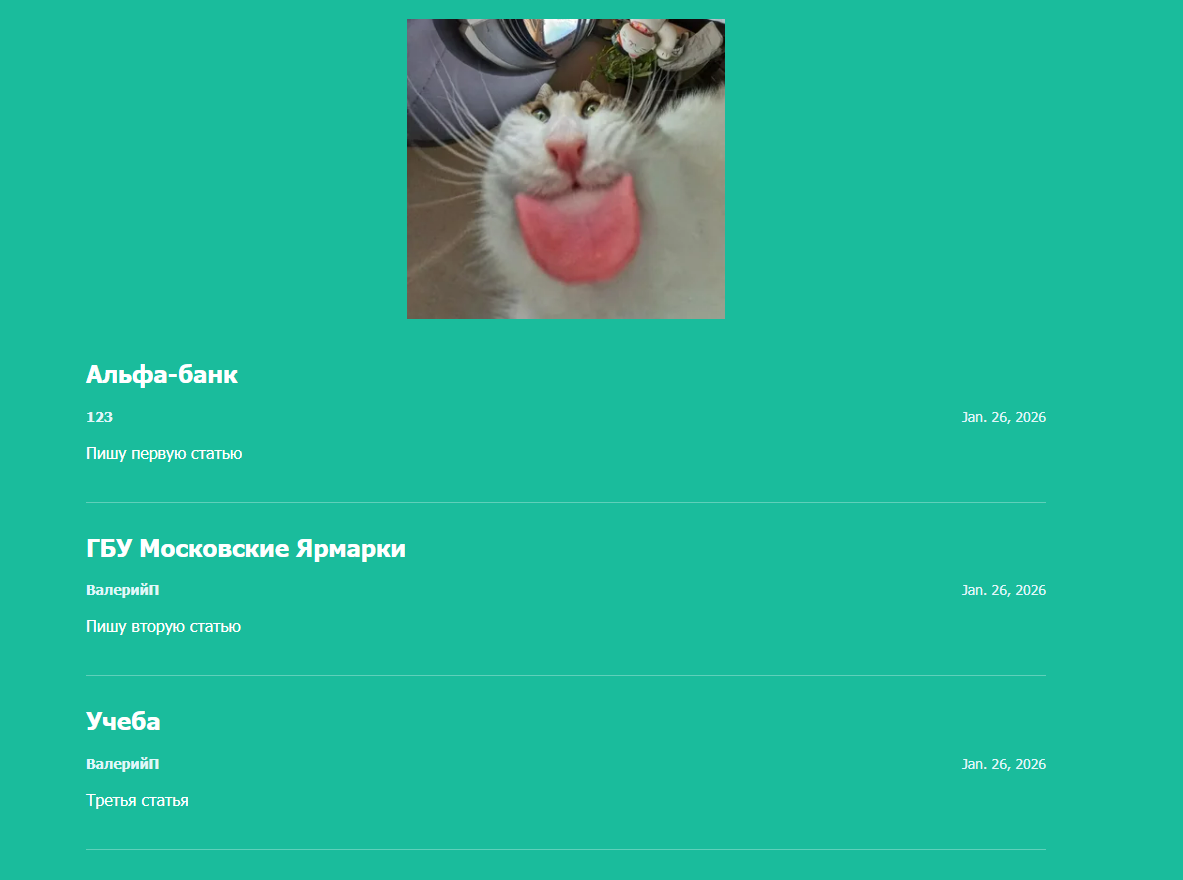 Альфа-банк
123
Jan. 26, 2026
Пишу первую статью
ГБУ Московские Ярмарки
ВалерийП
Jan. 26, 2026
Пишу вторую статью
Учеба
ВалерийП
Jan. 26, 2026
Третья статья